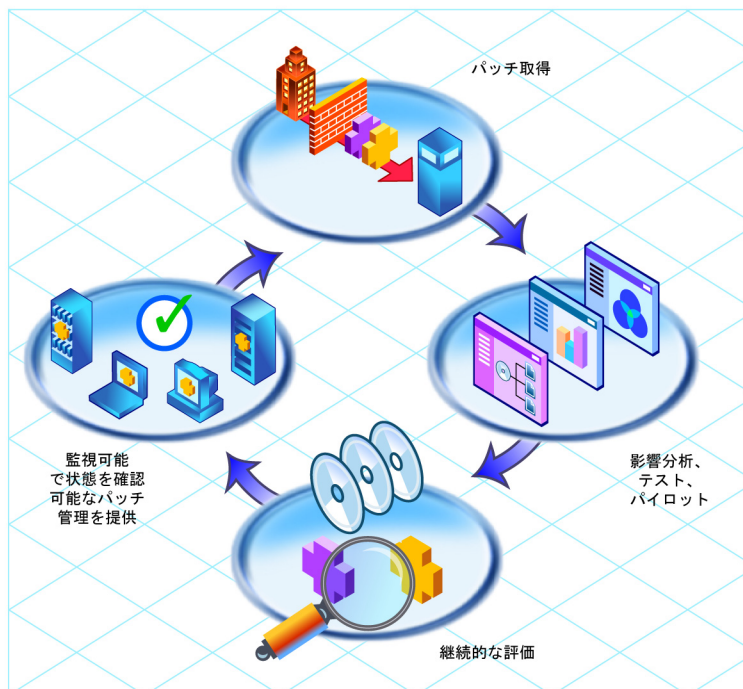 パッチ取得
影響分析、
テスト、
パイロット
継続的な評価
監視可能
で状態を確認
可能なパッチ
管理を提供